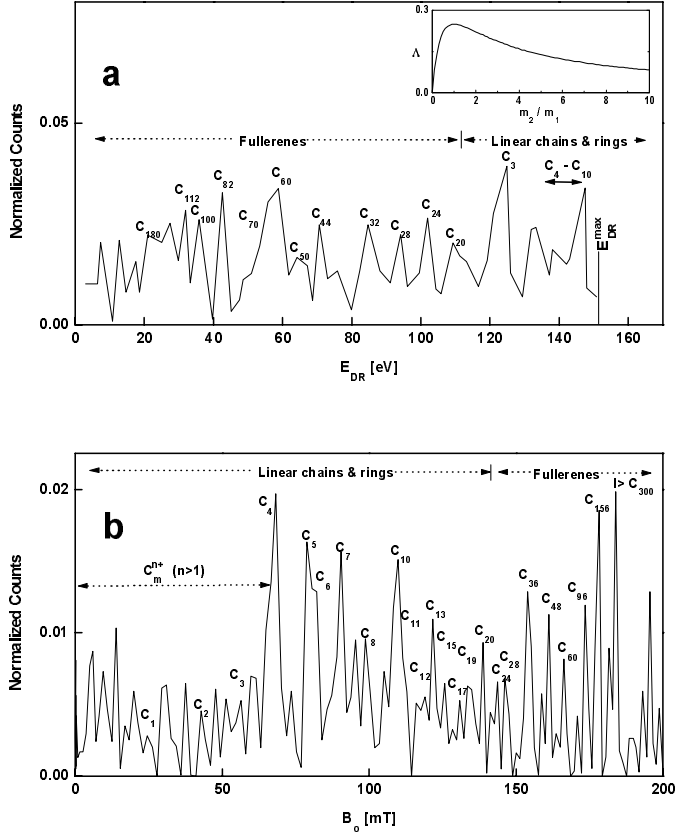 0.3
Λ
0.0
0 2 4 6 8 10
m2 / m1
a
Normalized Counts
0.05
0.00
Fullerenes
Linear chains & rings
C180
C112
C100
C82
C70
C60
C50
C44
C32
C28
C24
C20
C3
C4 - C10
EDRmax
0 20 40 60 80 100 120 140 160
EDR [eV]
b
Normalized Counts
0.02
0.01
0.00
Linear chains & rings
Fullerenes
Cmn+ (n>1)
C1
C2
C3
C4
C5
C6
C7
C8
C10
C11
C12
C13
C15
C17
C19
C20
C24
C28
C36
C48
C60
C96
C156
I> C300
0 50 100 150 200
Bo [mT]